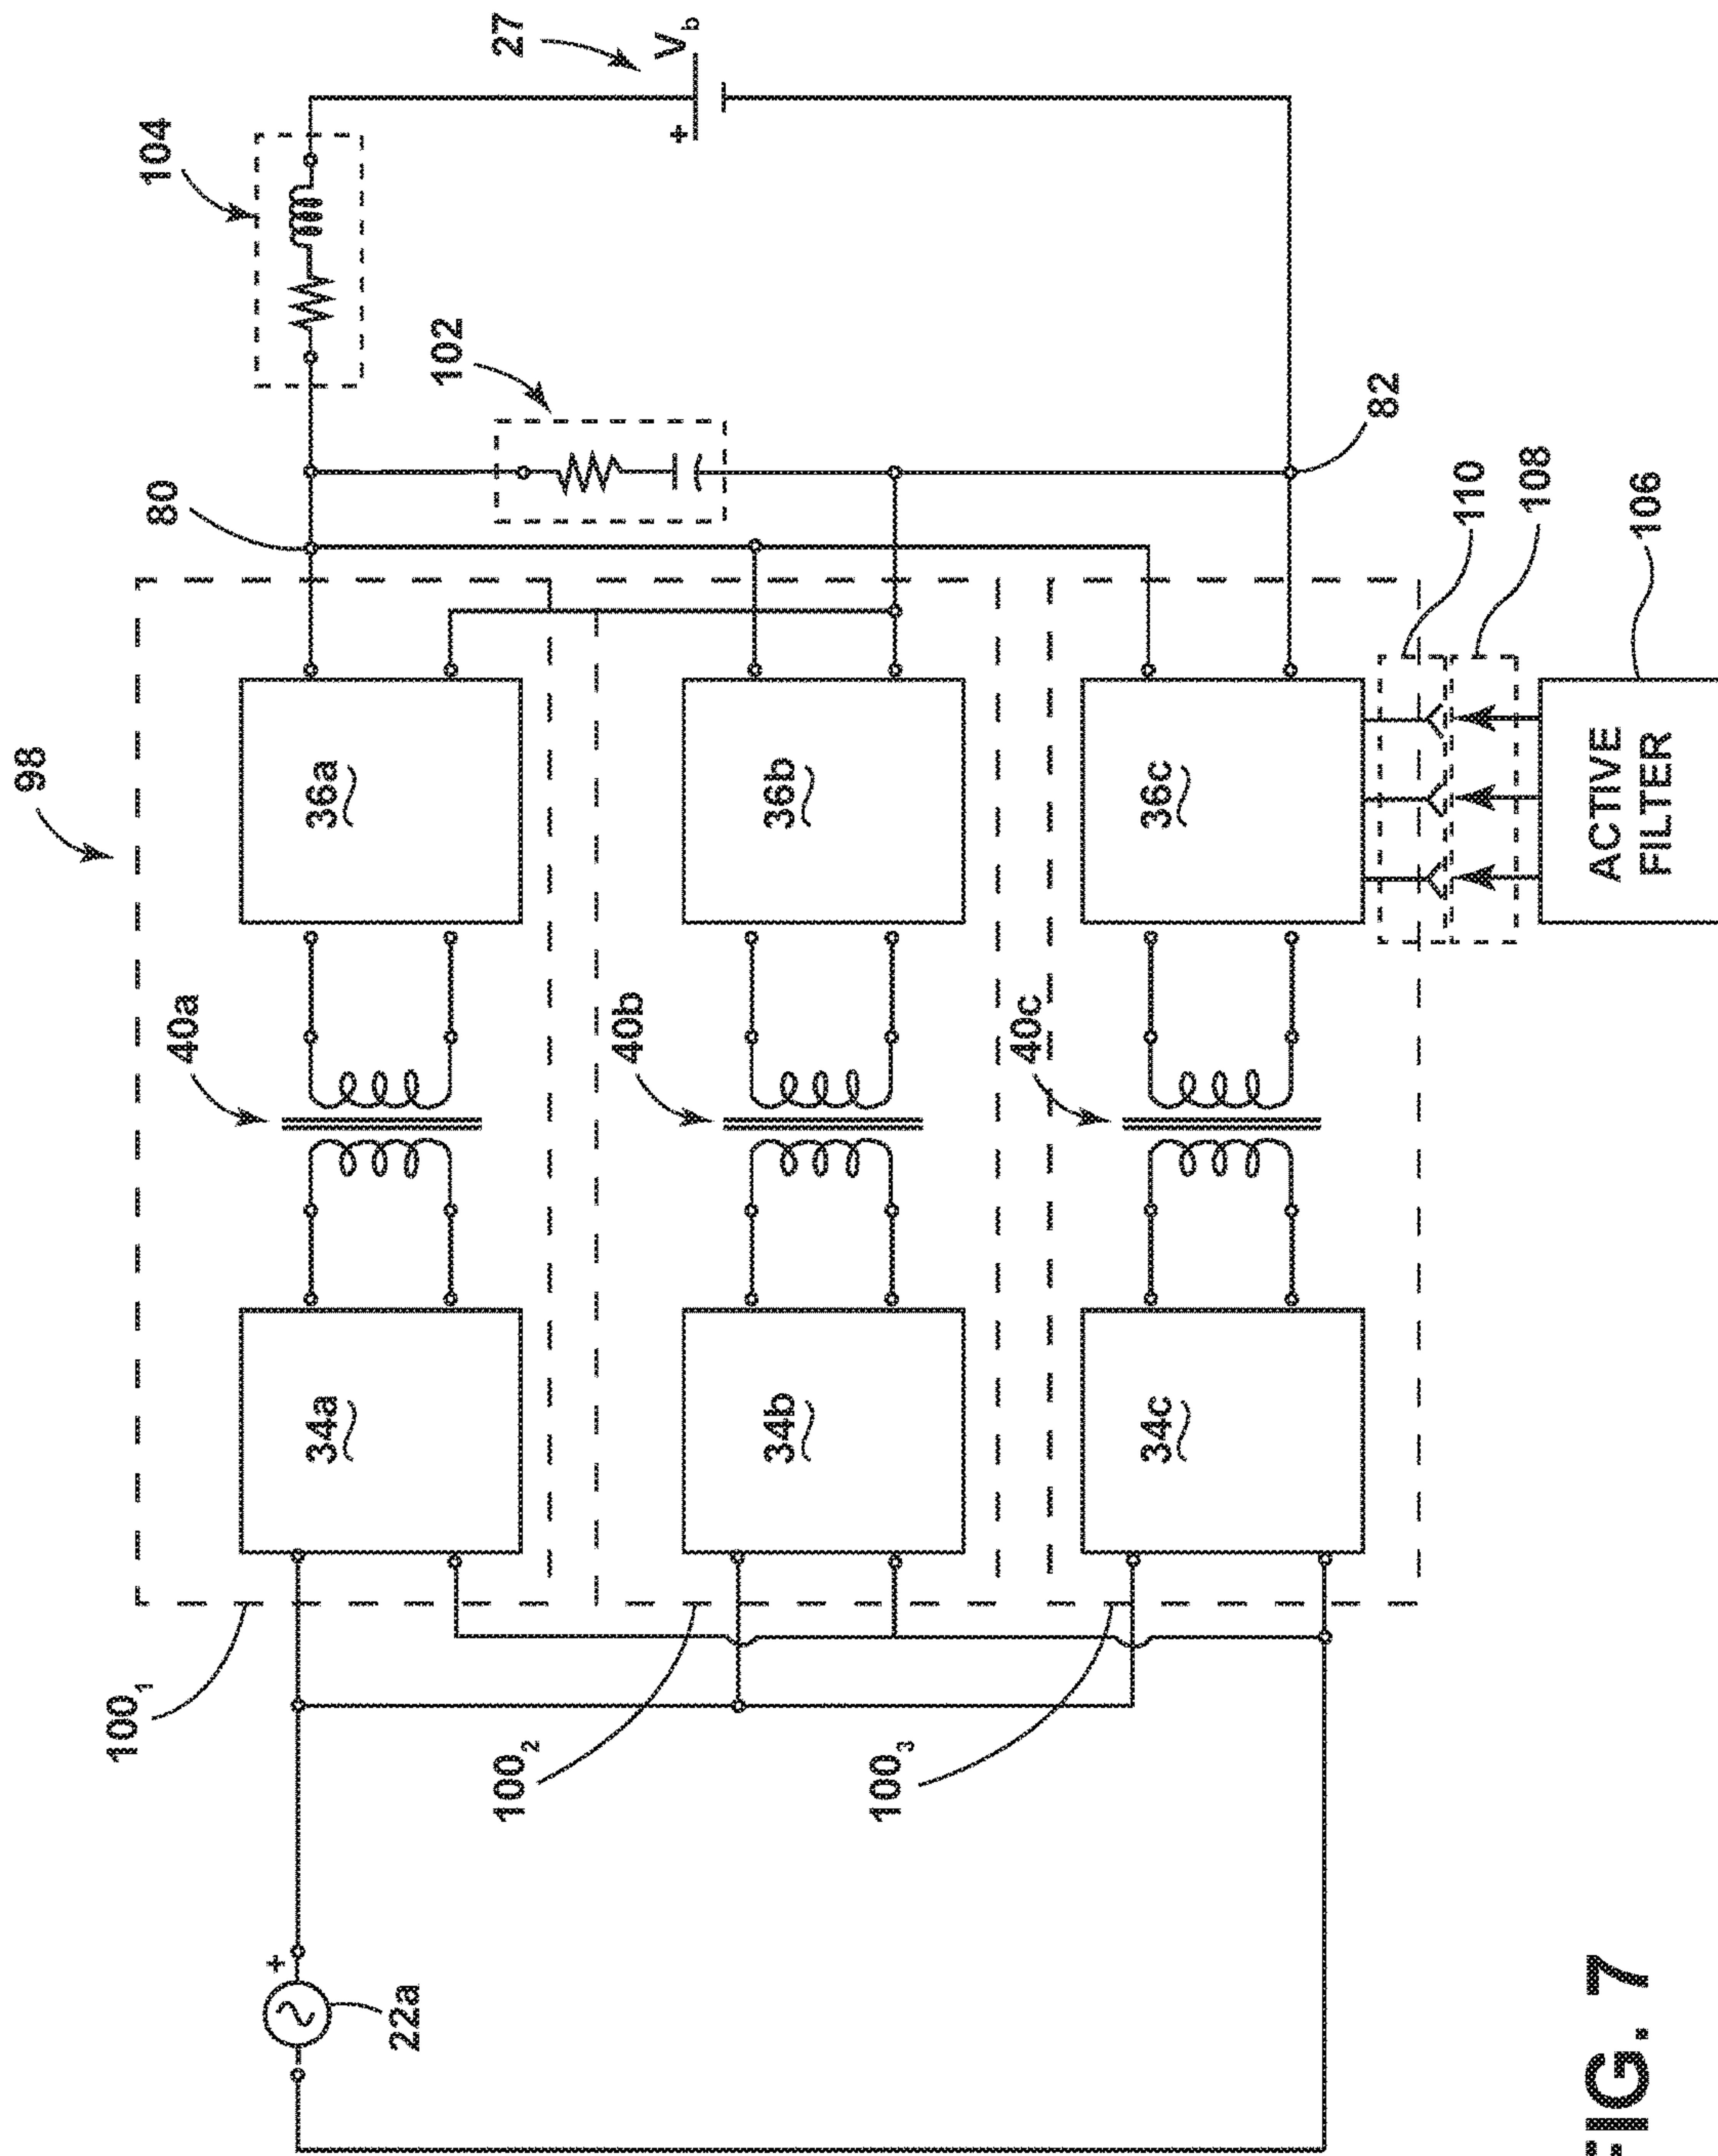 98
80
102
104
27
V_b
+
100₁
34a
40a
36a
100₂
34b
40b
36b
100₃
34c
40c
36c
22a
+
82
110
108
106
ACTIVE
FILTER
FIG. 7